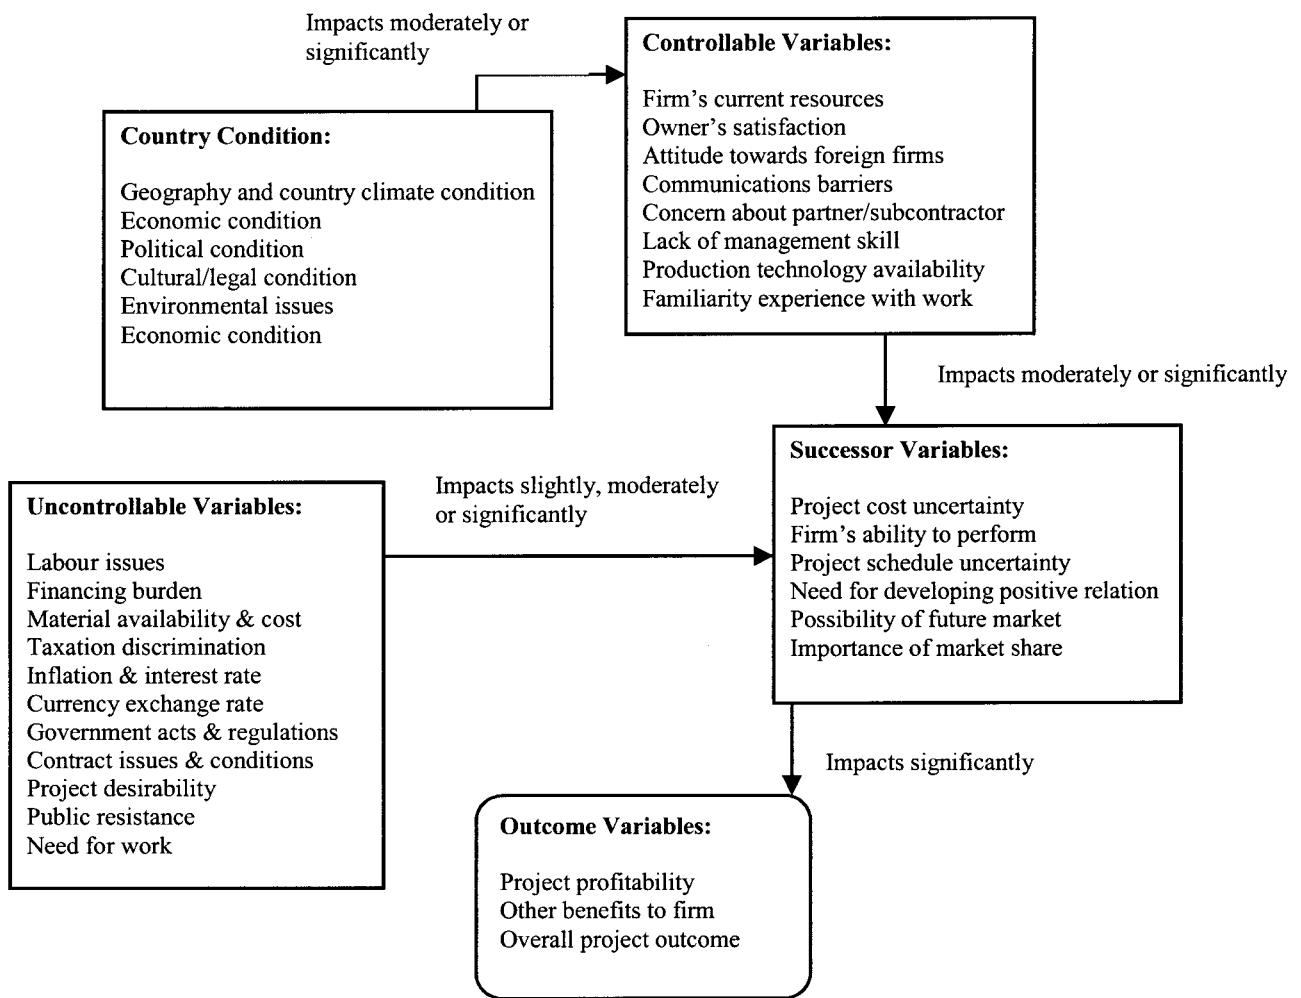 Impacts moderately or
significantly
Controllable Variables:
Firm's current resources
Owner's satisfaction
Attitude towards foreign firms
Communications barriers
Concern about partner/subcontractor
Lack of management skill
Production technology availability
Familiarity experience with work
Country Condition:
Geography and country climate condition
Economic condition
Political condition
Cultural/legal condition
Environmental issues
Economic condition
Impacts moderately or significantly
Successor Variables:
Project cost uncertainty
Firm's ability to perform
Project schedule uncertainty
Need for developing positive relation
Possibility of future market
Importance of market share
Impacts slightly, moderately
or significantly
Uncontrollable Variables:
Labour issues
Financing burden
Material availability & cost
Taxation discrimination
Inflation & interest rate
Currency exchange rate
Government acts & regulations
Contract issues & conditions
Project desirability
Public resistance
Need for work
Impacts significantly
Outcome Variables:
Project profitability
Other benefits to firm
Overall project outcome